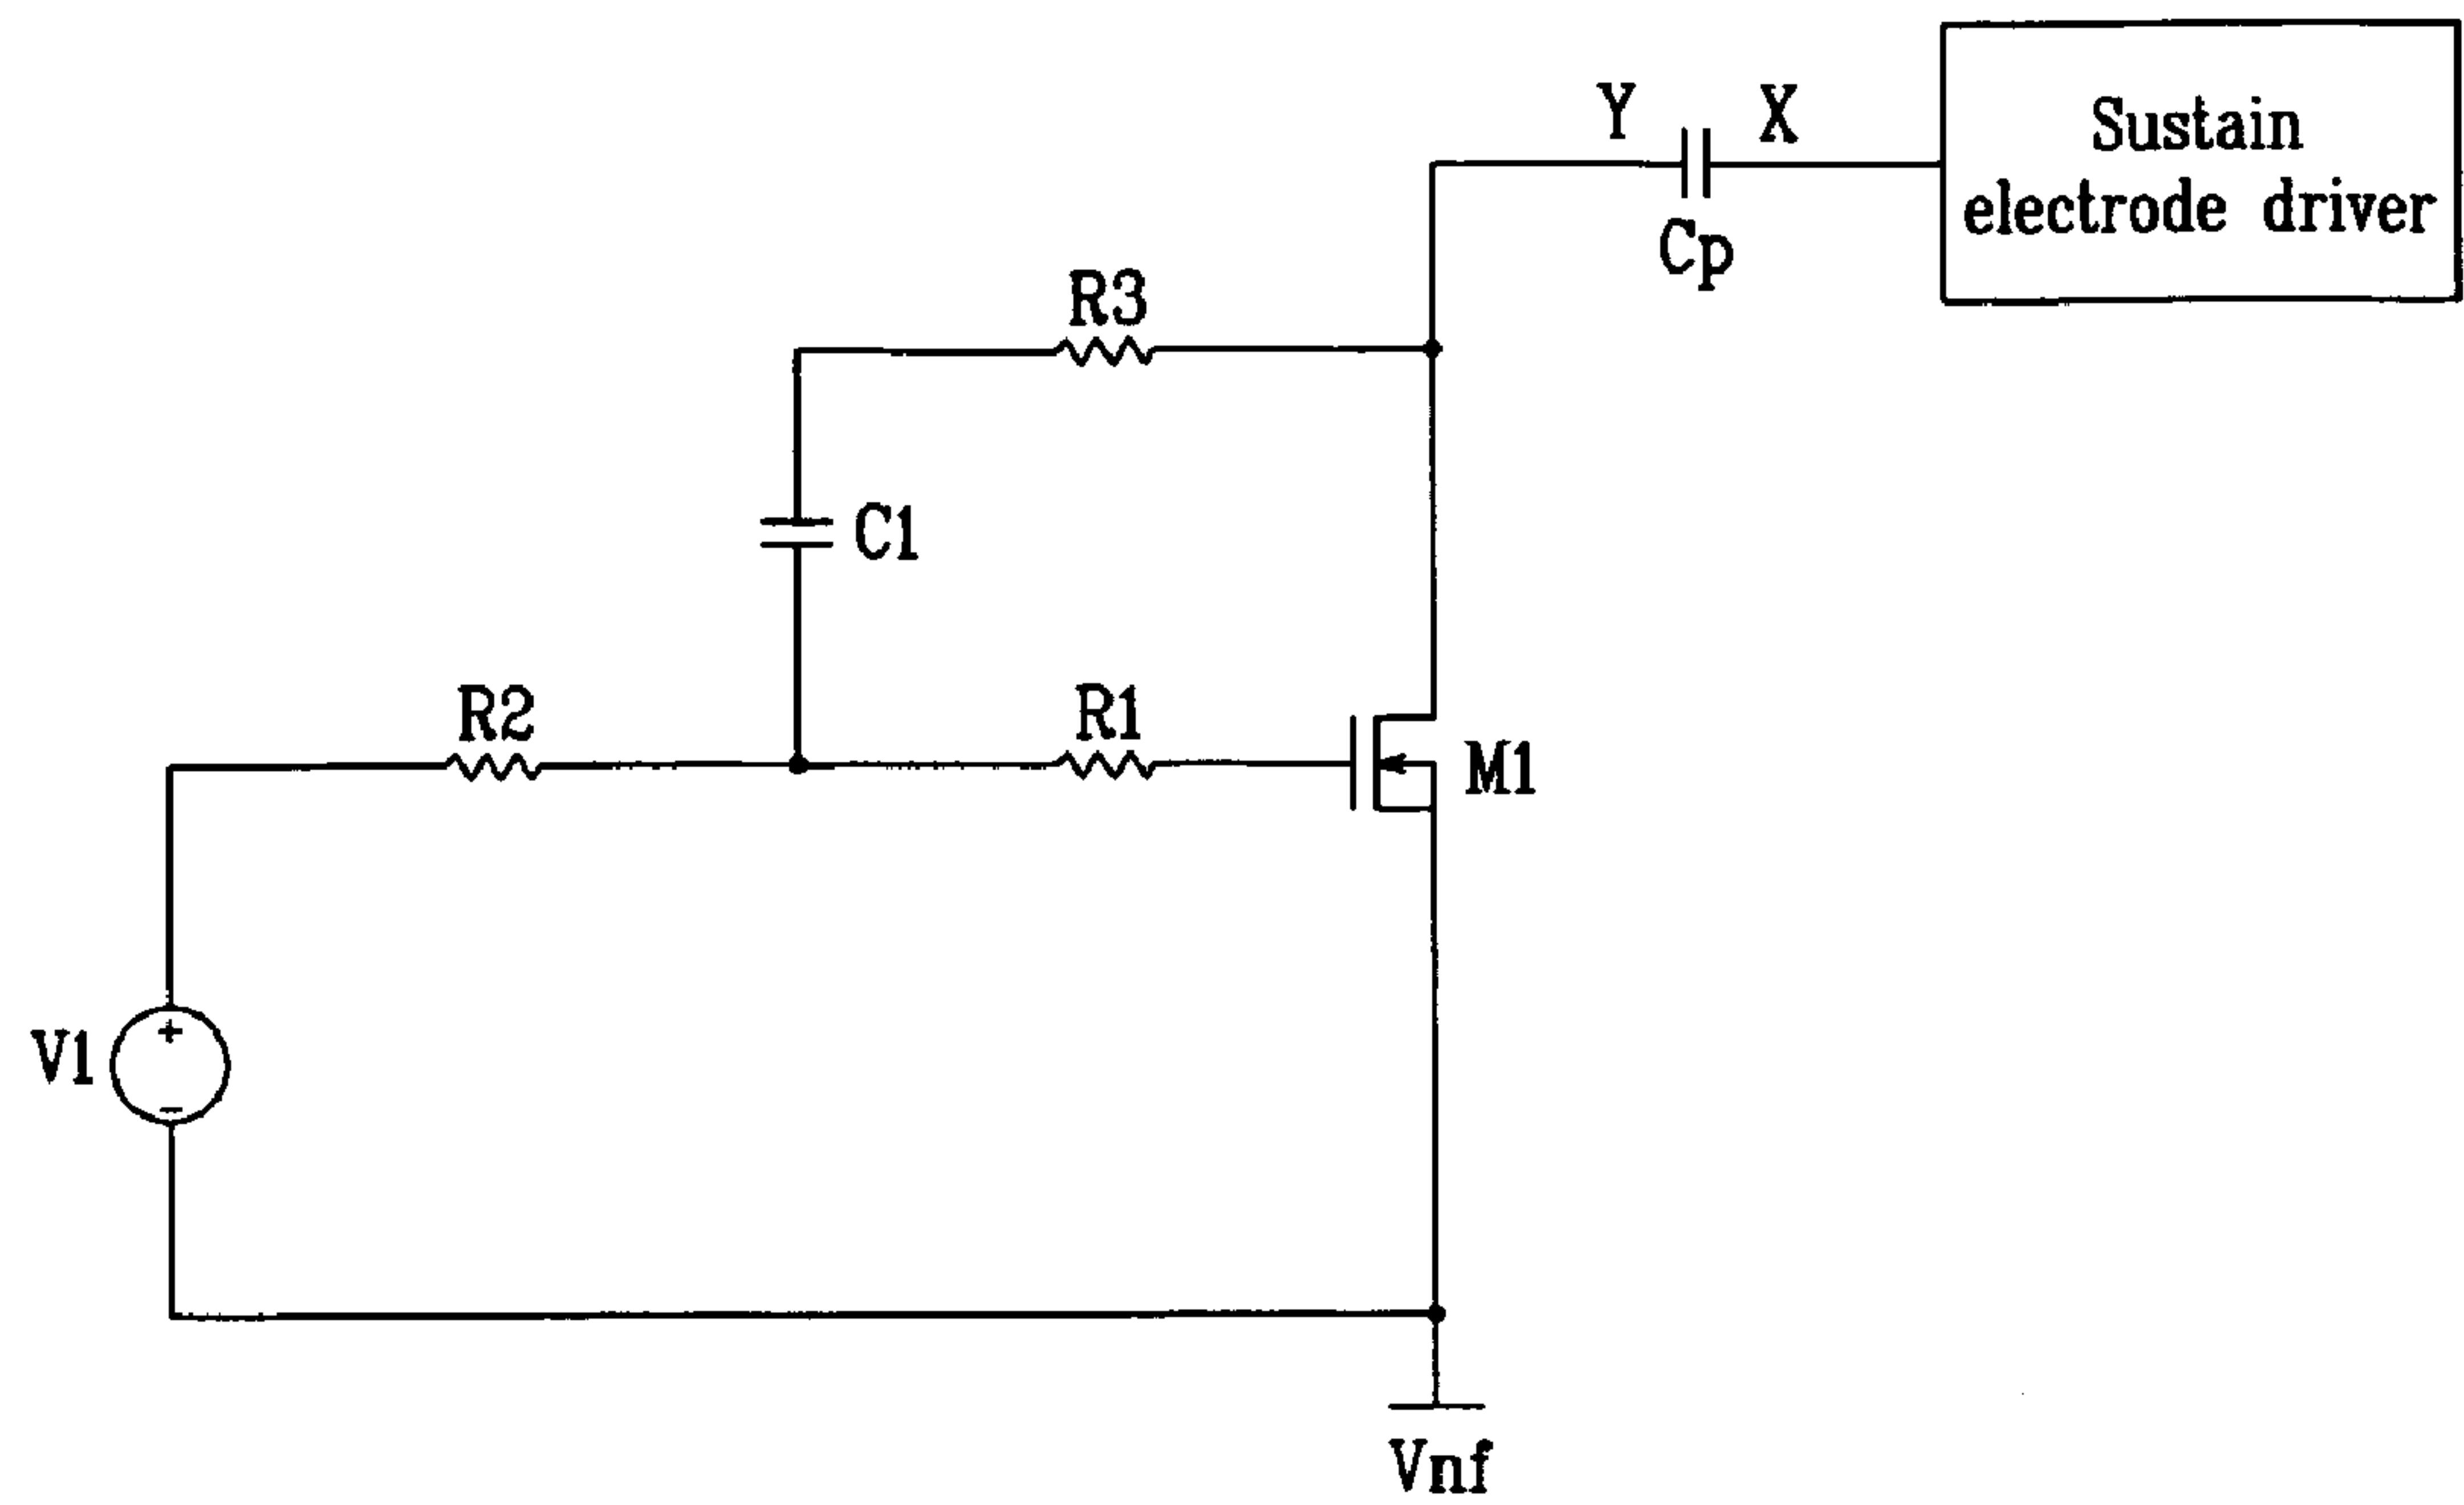 Sustain
electrode driver
Y
X
Cp
R3
C1
R2
R1
M1
V1
+
-
Vnf